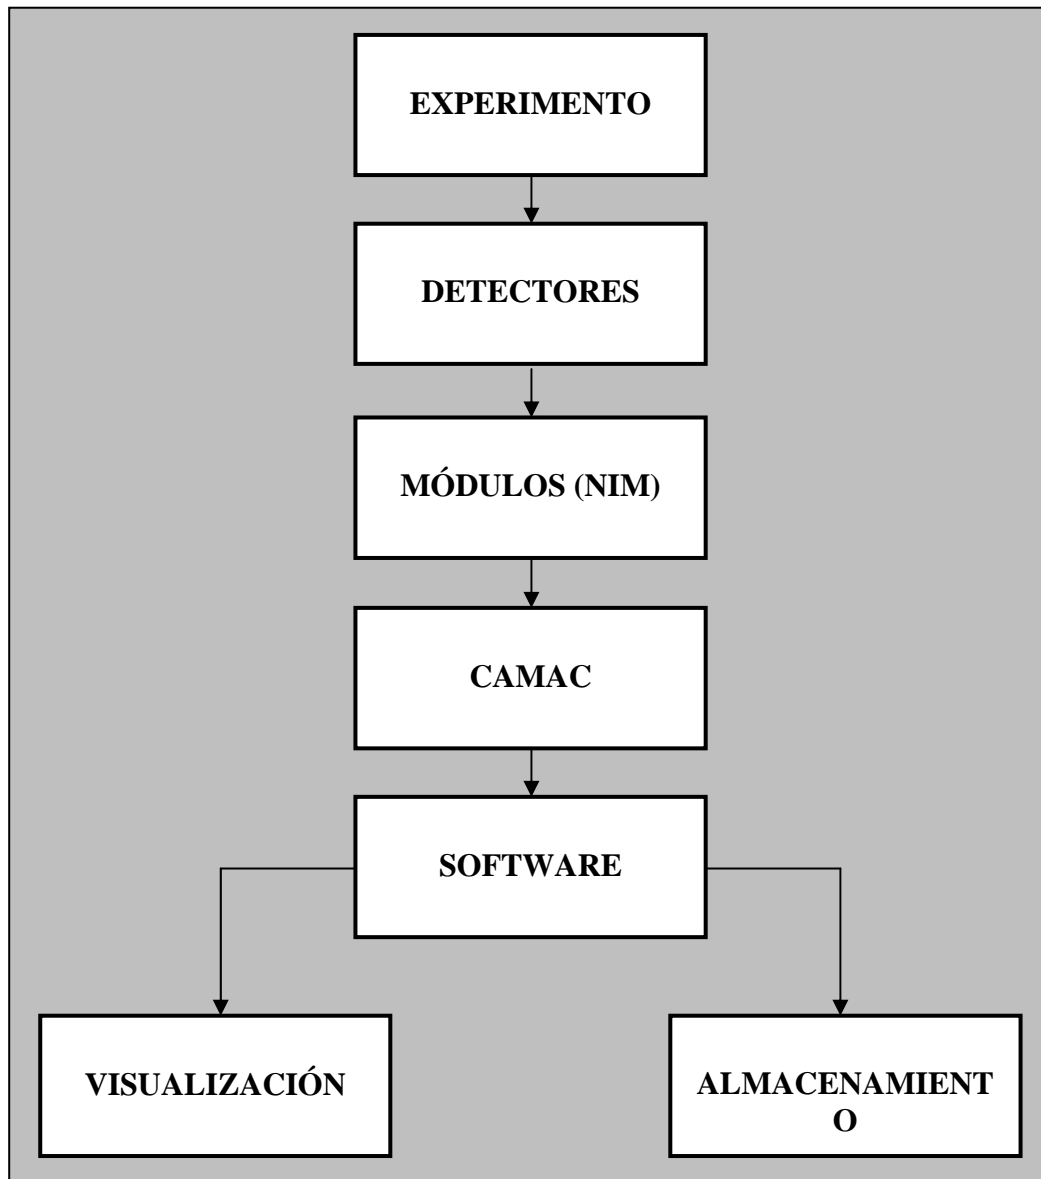 EXPERIMENTO
DETECTORES
MÓDULOS (NIM)
CAMAC
SOFTWARE
VISUALIZACIÓN
ALMACENAMIENT
O